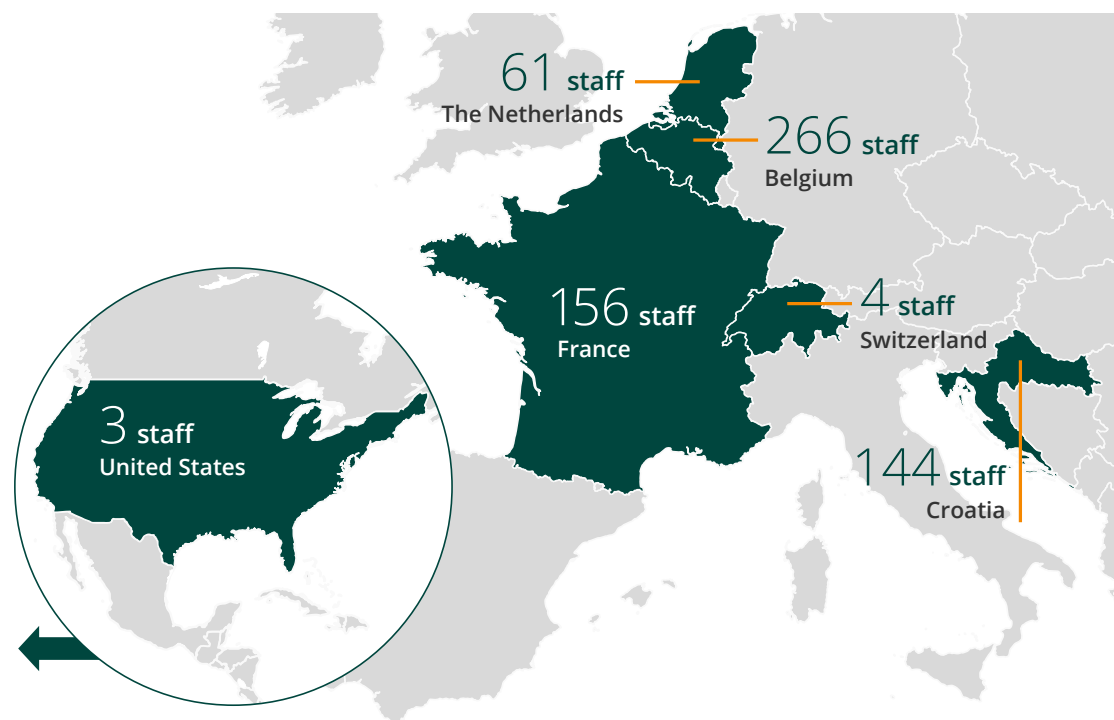 61 staff
The Netherlands
266 staff
Belgium
156 staff
France
4 staff
Switzerland
3 staff
United States
144 staff
Croatia